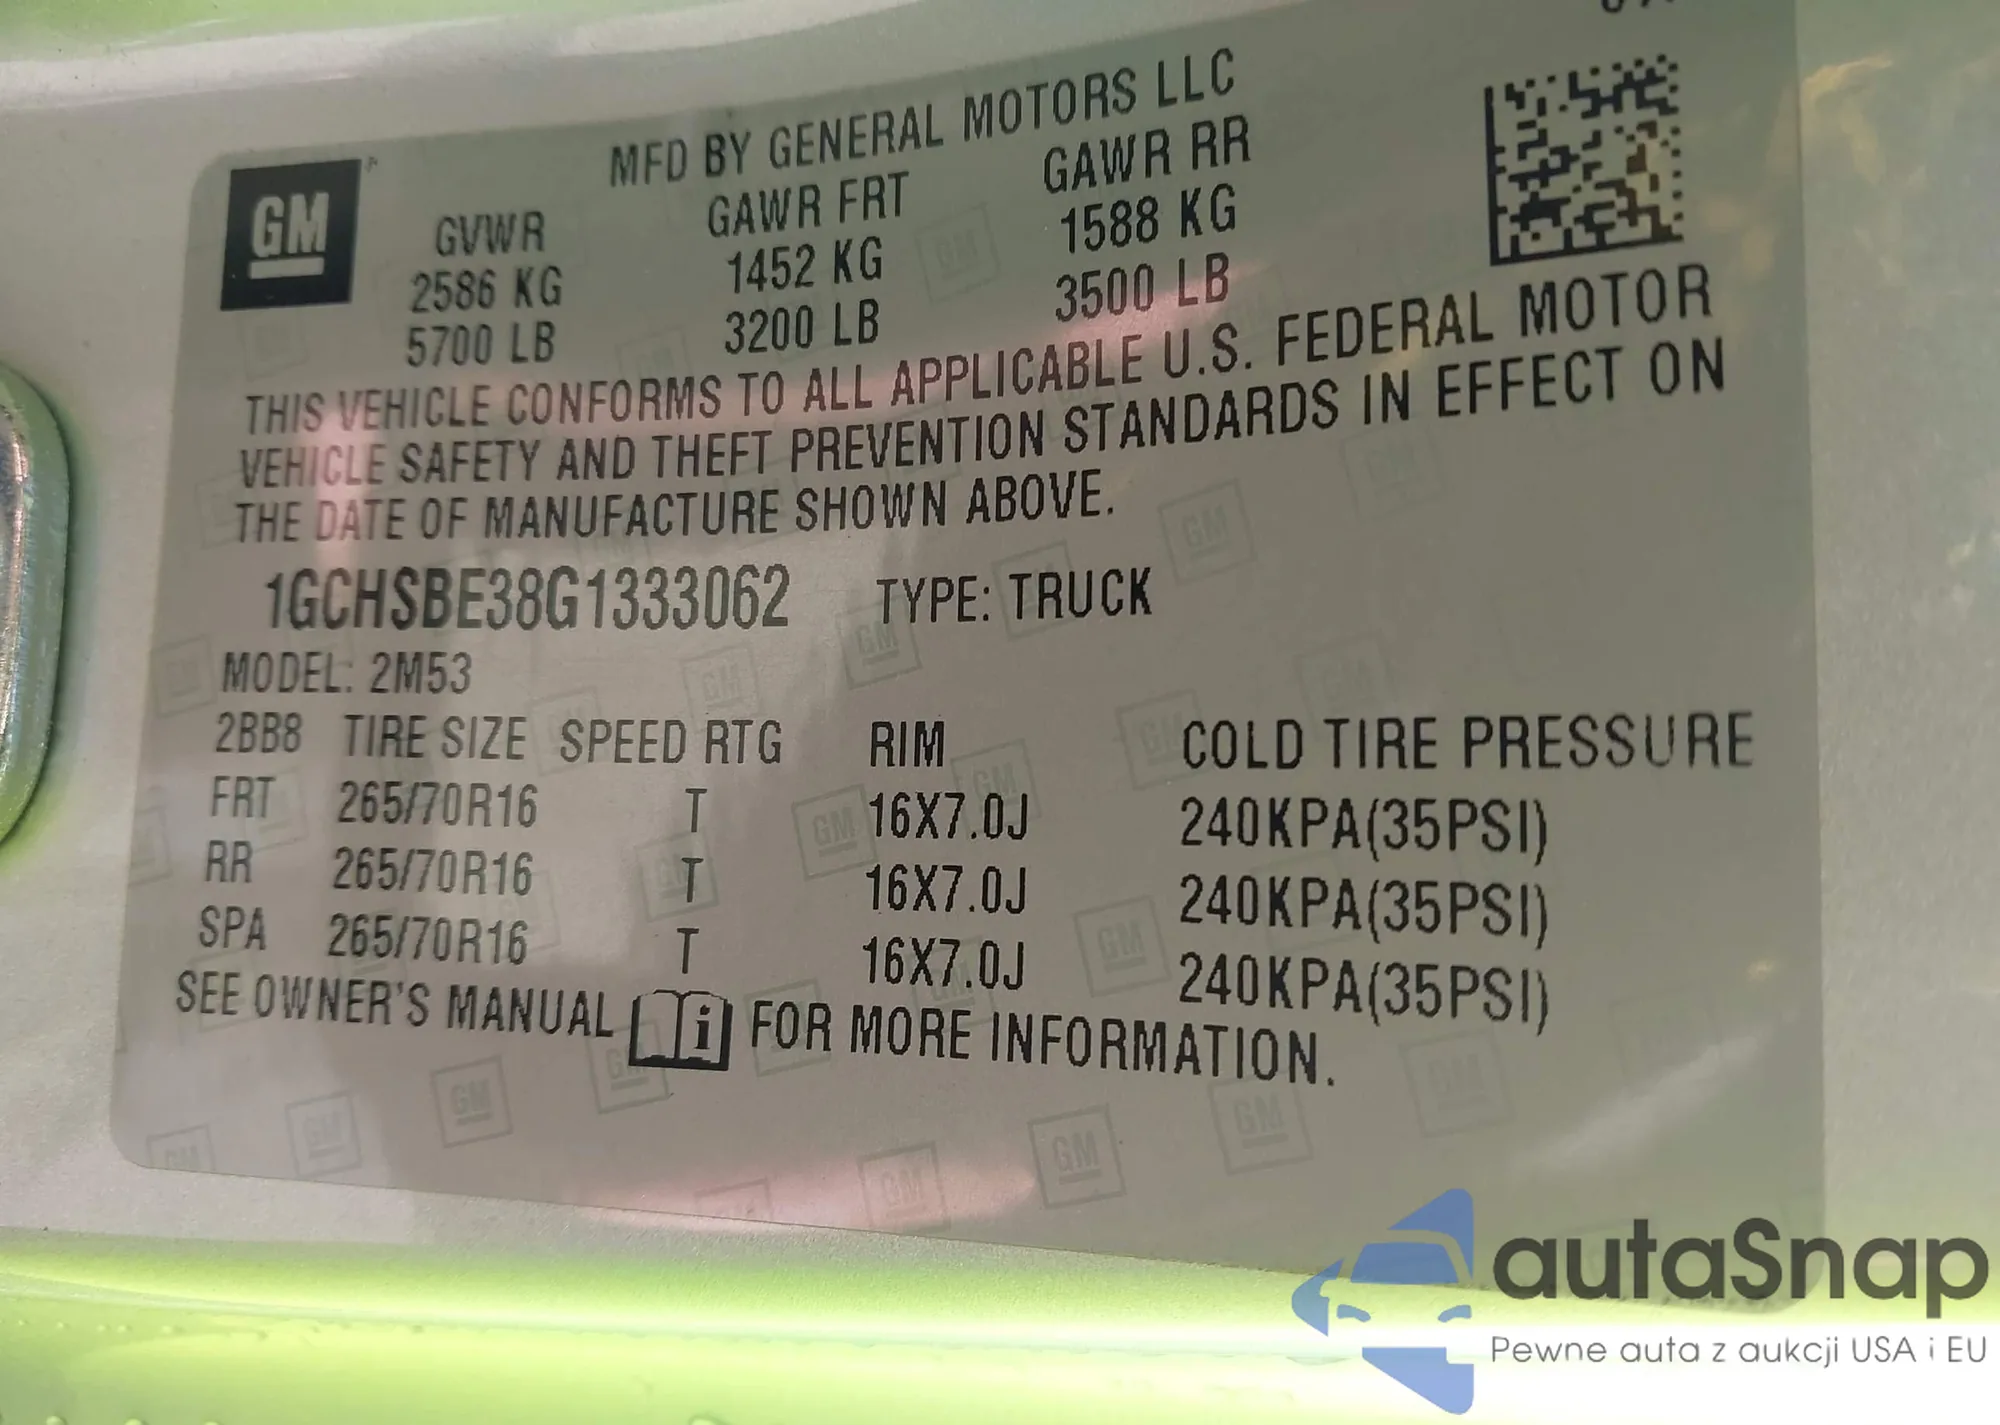 MFD BY GENERAL MOTORS LLC
GM
GVWR GAWR FRT GAWR RR
2586 KG 1452 KG 1588 KG
5700 LB 3200 LB 3500 LB
THIS VEHICLE CONFORMS TO ALL APPLICABLE U.S. FEDERAL MOTOR
VEHICLE SAFETY AND THEFT PREVENTION STANDARDS IN EFFECT ON
THE DATE OF MANUFACTURE SHOWN ABOVE.
1GCHSBE38G1333062 TYPE: TRUCK
MODEL: 2M53
2BB8 TIRE SIZE SPEED RTG RIM COLD TIRE PRESSURE
FRT 265/70R16 T 16X7.0J 240KPA(35PSI)
RR 265/70R16 T 16X7.0J 240KPA(35PSI)
SPA 265/70R16 T 16X7.0J 240KPA(35PSI)
SEE OWNER'S MANUAL i FOR MORE INFORMATION.
autaSnap
Pewne auta z aukcji USA i EU